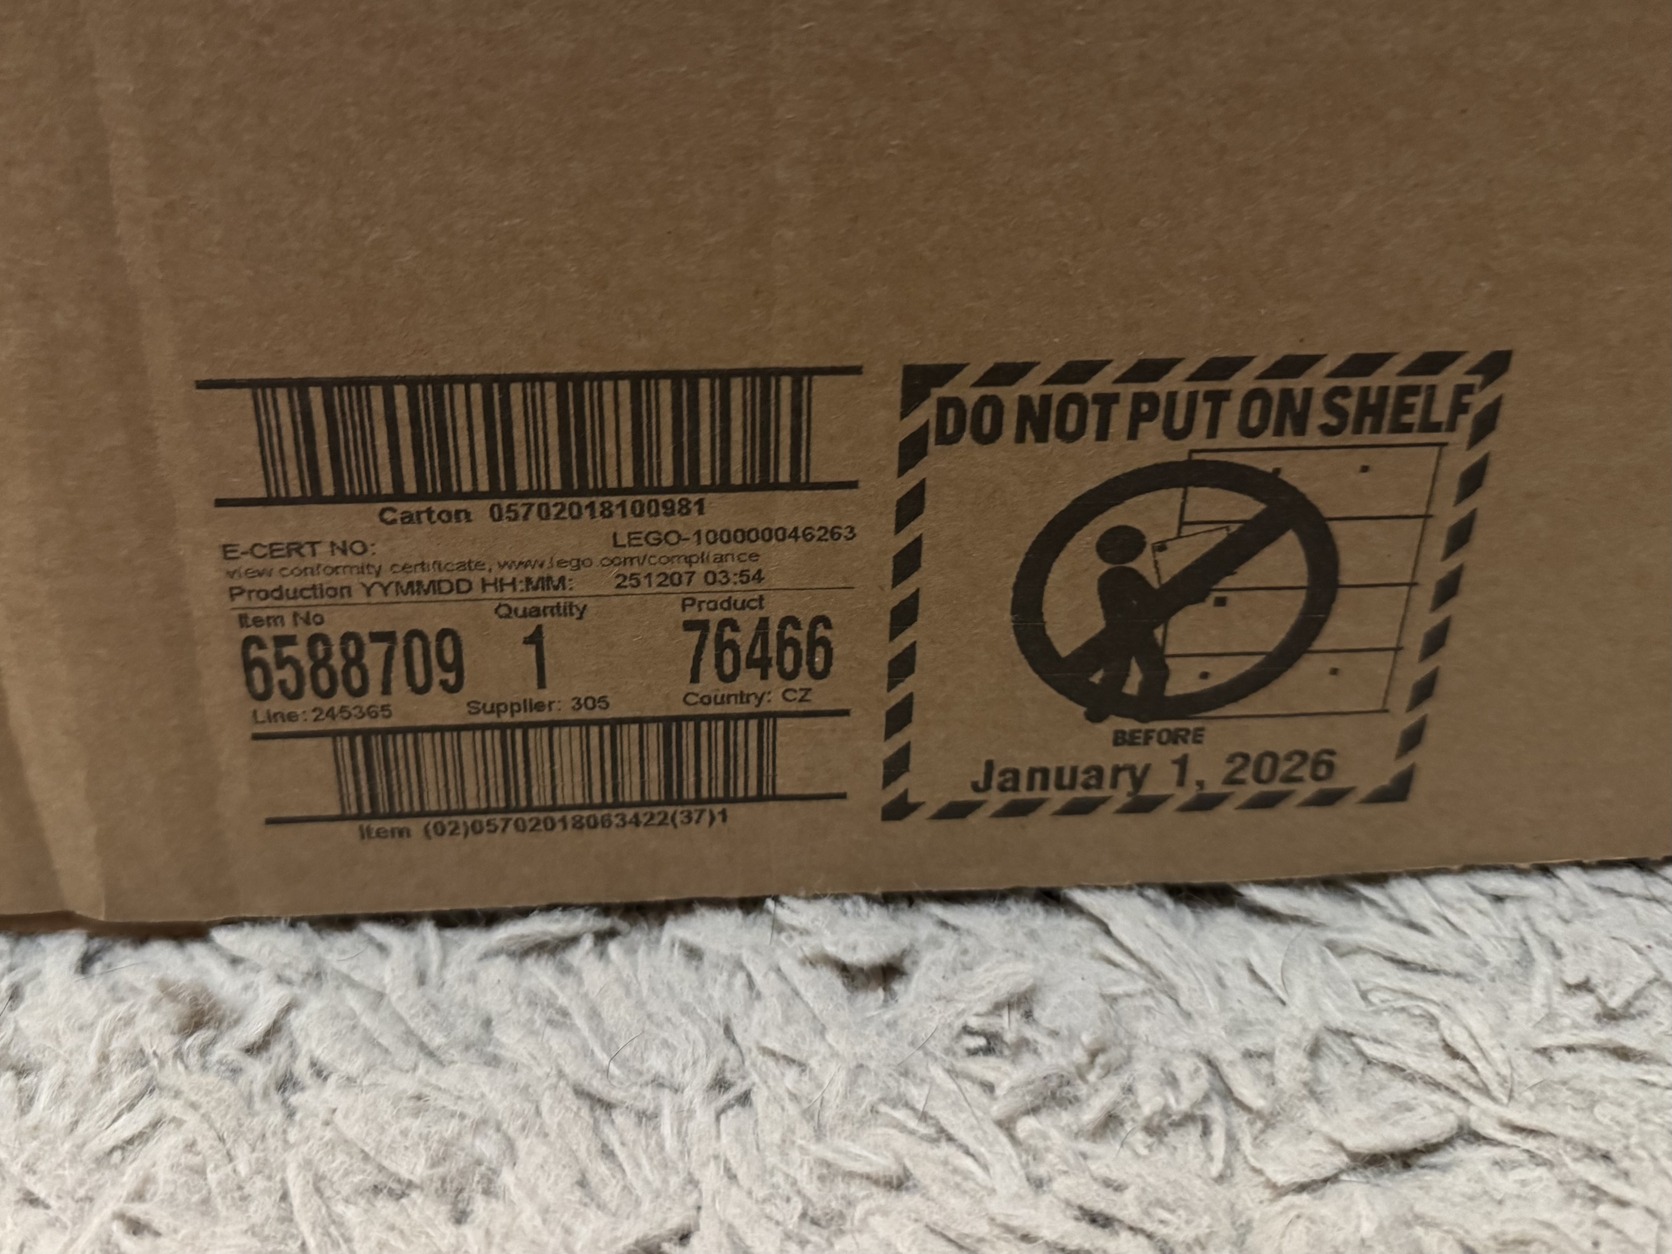 Carton 05702018100981
E-CERT NO: LEGO-100000046263
view conformity certificate, www.lego.com/compliance
Production YYMMDD HH:MM: 251207 03:54
Item No Quantity Product
6588709 1 76466
Line: 245365 Supplier: 305 Country: CZ
Item (02)05702018063422(37)1
DO NOT PUT ON SHELF
BEFORE
January 1, 2026